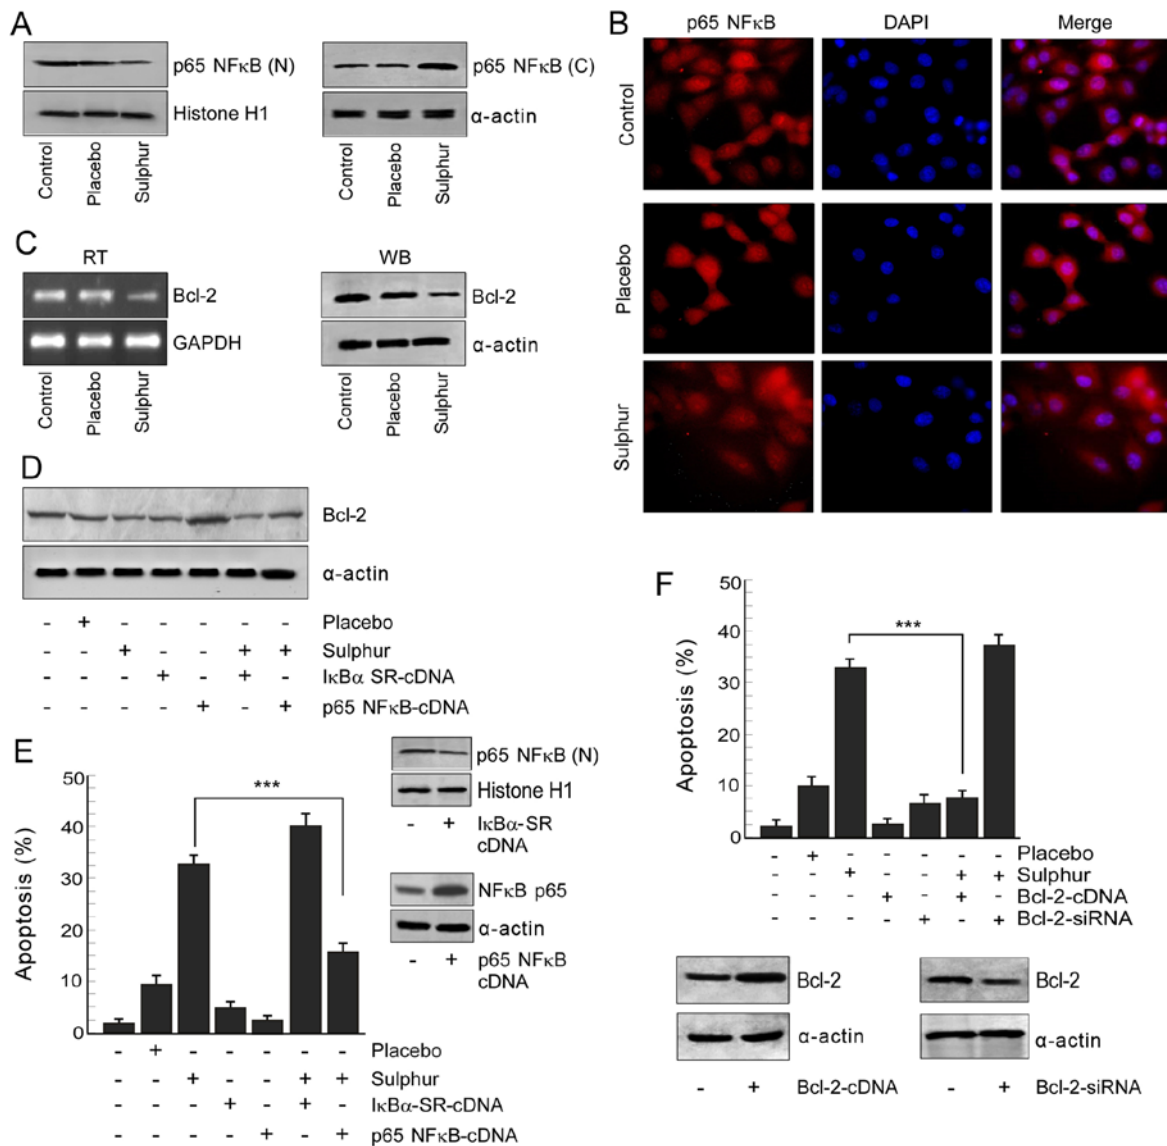 A
p65 NFκB (N)
Histone H1
Control
Placebo
Sulphur
p65 NFκB (C)
α-actin
Control
Placebo
Sulphur
B
p65 NFκB DAPI Merge
Control
Placebo
Sulphur
C
RT
Bcl-2
GAPDH
Control
Placebo
Sulphur
WB
Bcl-2
α-actin
Control
Placebo
Sulphur
D
Bcl-2
α-actin
- + - - - - - Placebo
- - + - - + + Sulphur
- - - + - + - IκBα SR-cDNA
- - - - + - + p65 NFκB-cDNA
E
Apoptosis (%)
50
40
30
20
10
0
***
- + - - - - - Placebo
- - + - - + + Sulphur
- - - + - + - IκBα-SR-cDNA
- - - - + - + p65 NFκB-cDNA
p65 NFκB (N)
Histone H1
- + IκBα-SR
cDNA
NFκB p65
α-actin
- + p65 NFκB
cDNA
F
Apoptosis (%)
50
40
30
20
10
0
***
- + - - - - - Placebo
- - + - - + + Sulphur
- - - + - + - Bcl-2-cDNA
- - - - + - + Bcl-2-siRNA
Bcl-2
α-actin
- + Bcl-2-cDNA
Bcl-2
α-actin
- + Bcl-2-siRNA